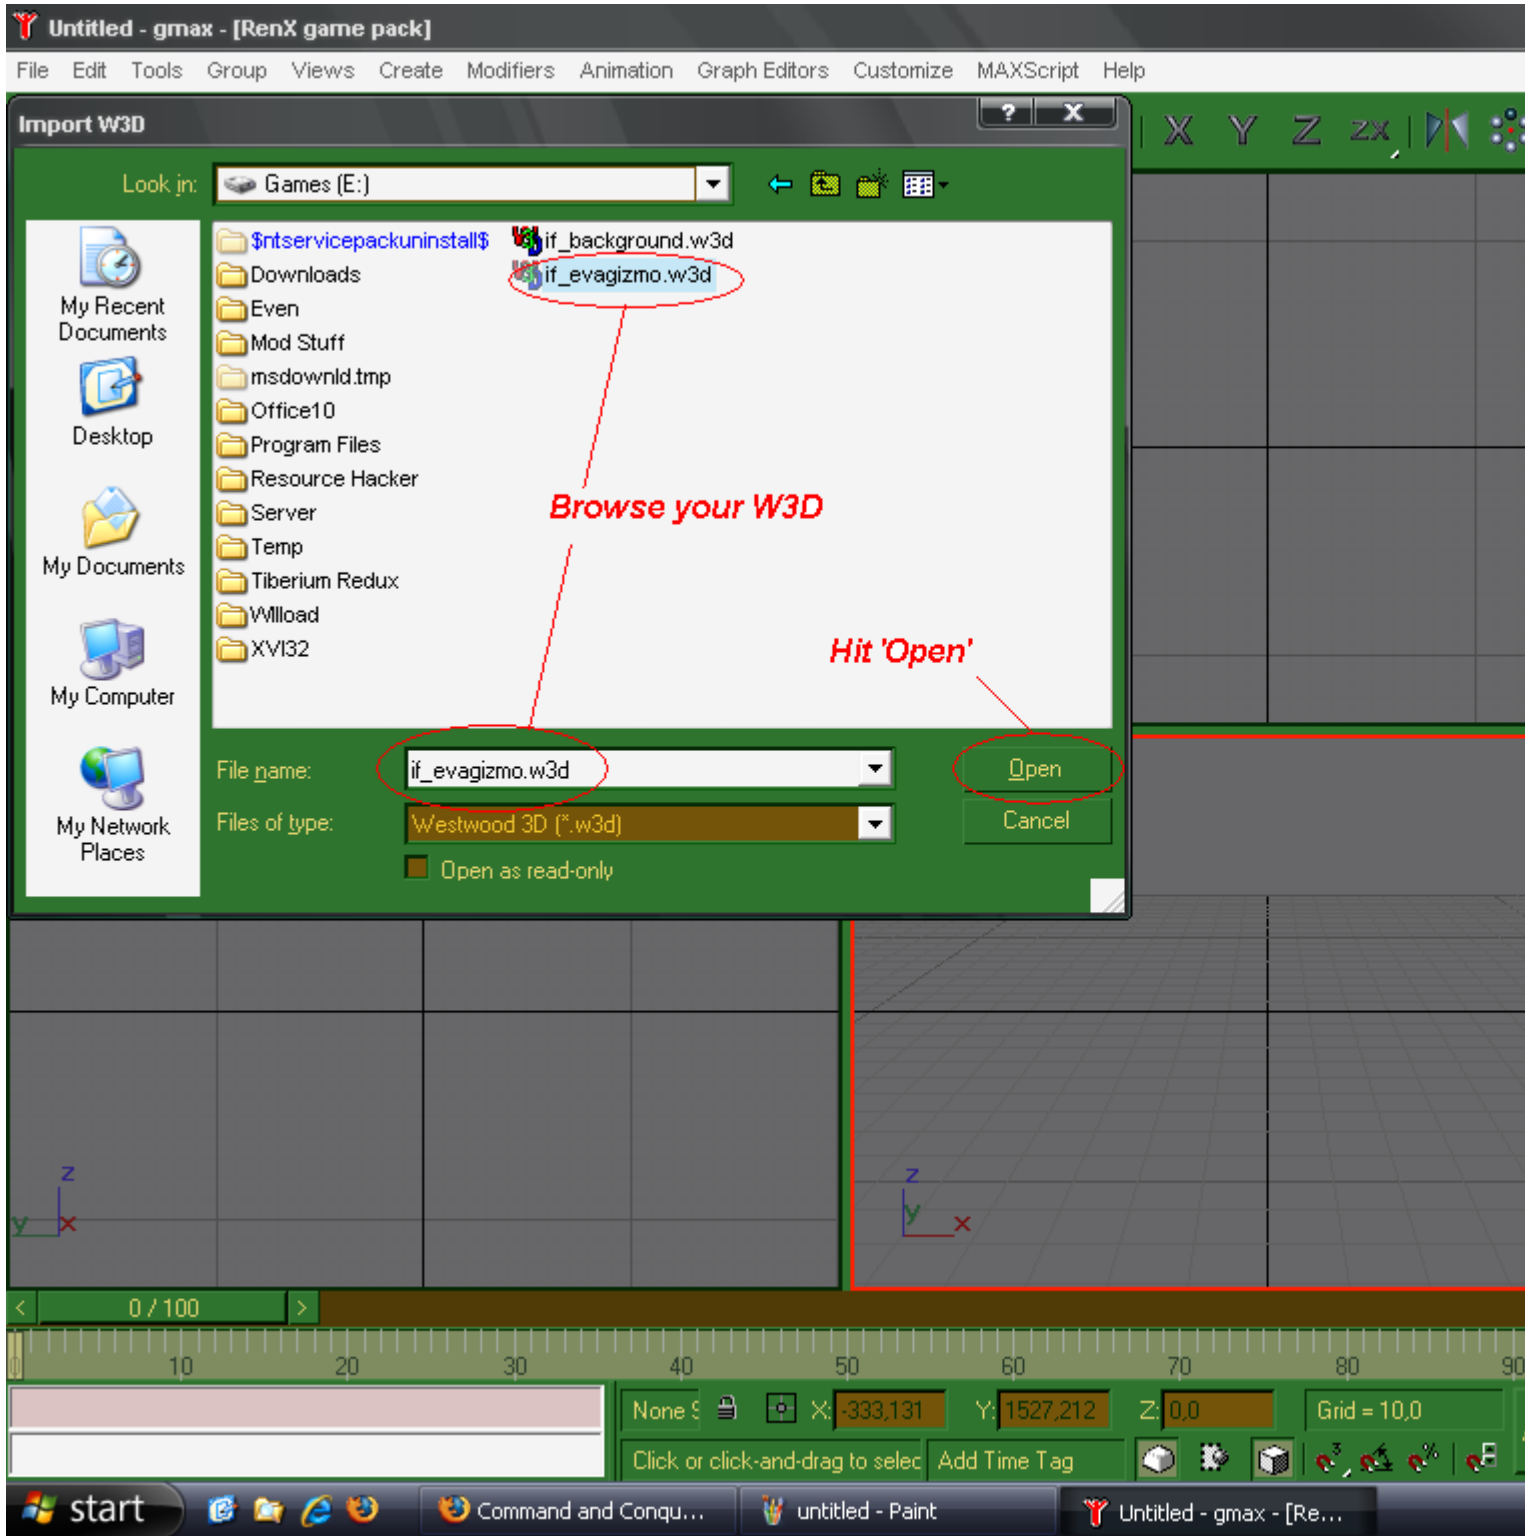 Untitled - gmax - [RenX game pack]
File Edit Tools Group Views Create Modifiers Animation Graph Editors Customize MAXScript Help
Import W3D
? X
X Y Z ZX
Look in: Games (E:)
My Recent Documents
Desktop
My Documents
My Computer
My Network Places
$ntservicepackuninstall$
Downloads
Even
Mod Stuff
msdownld.tmp
Office10
Program Files
Resource Hacker
Server
Temp
Tiberium Redux
Wllload
XVI32
if_background.w3d
if_evagizmo.w3d
Browse your W3D
Hit 'Open'
File name: if_evagizmo.w3d Open
Files of type: Westwood 3D (*.w3d) Cancel
Open as read-only
z
y x
z
y x
< 0 / 100 >
0 10 20 30 40 50 60 70 80 90
None S X: -333,131 Y: 1527,212 Z: 0,0 Grid = 10,0
Click or click-and-drag to selec Add Time Tag
start Command and Conqu... untitled - Paint Untitled - gmax - [Re...